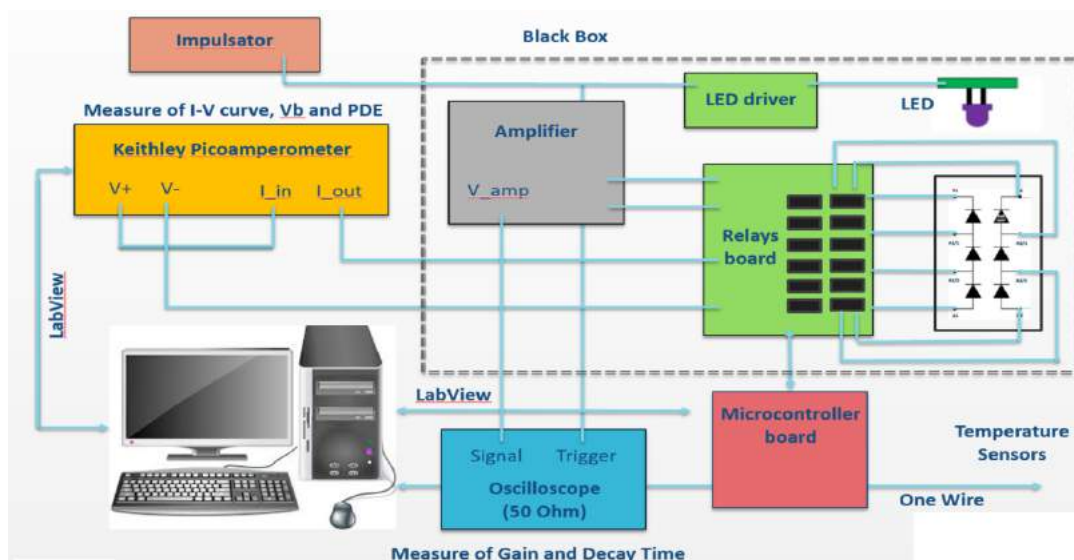 Impulsator
Black Box
LED driver
LED
Measure of I-V curve, Vb and PDE
Keithley Picoamperometer
V+ V- I_in I_out
Amplifier
V_amp
Relays
board
LabView
LabView
Microcontroller
board
Temperature
Sensors
Signal Trigger
Oscilloscope
(50 Ohm)
One Wire
Measure of Gain and Decay Time